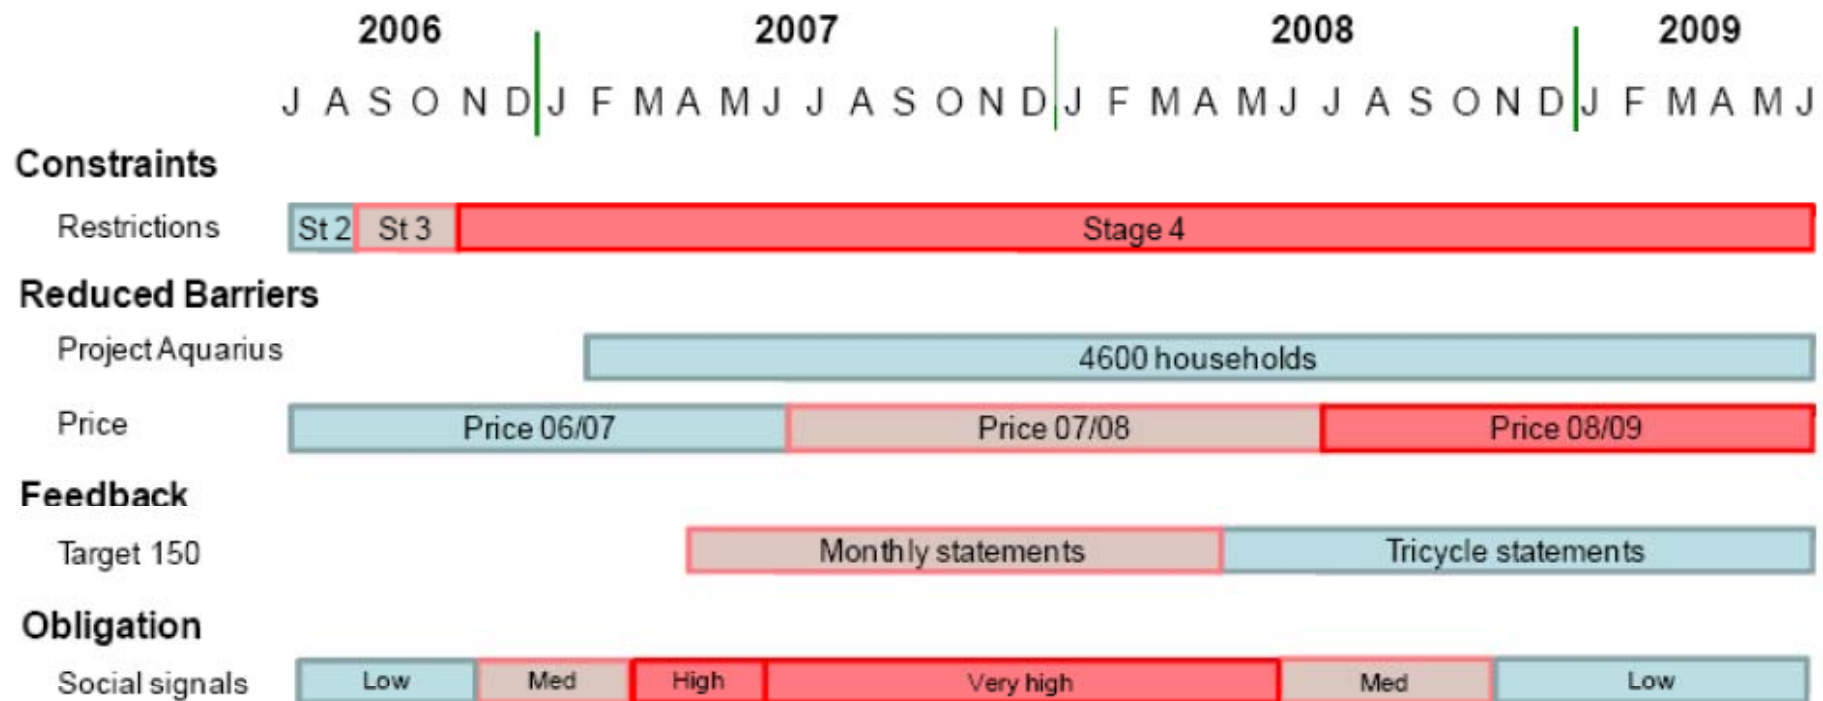 2006 2007 2008 2009
J A S O N D J F M A M J J A S O N D J F M A M J J A S O N D J F M A M J
Constraints
Restrictions St 2 St 3 Stage 4
Reduced Barriers
Project Aquarius 4600 households
Price Price 06/07 Price 07/08 Price 08/09
Feedback
Target 150 Monthly statements Tricycle statements
Obligation
Social signals Low Med High Very high Med Low